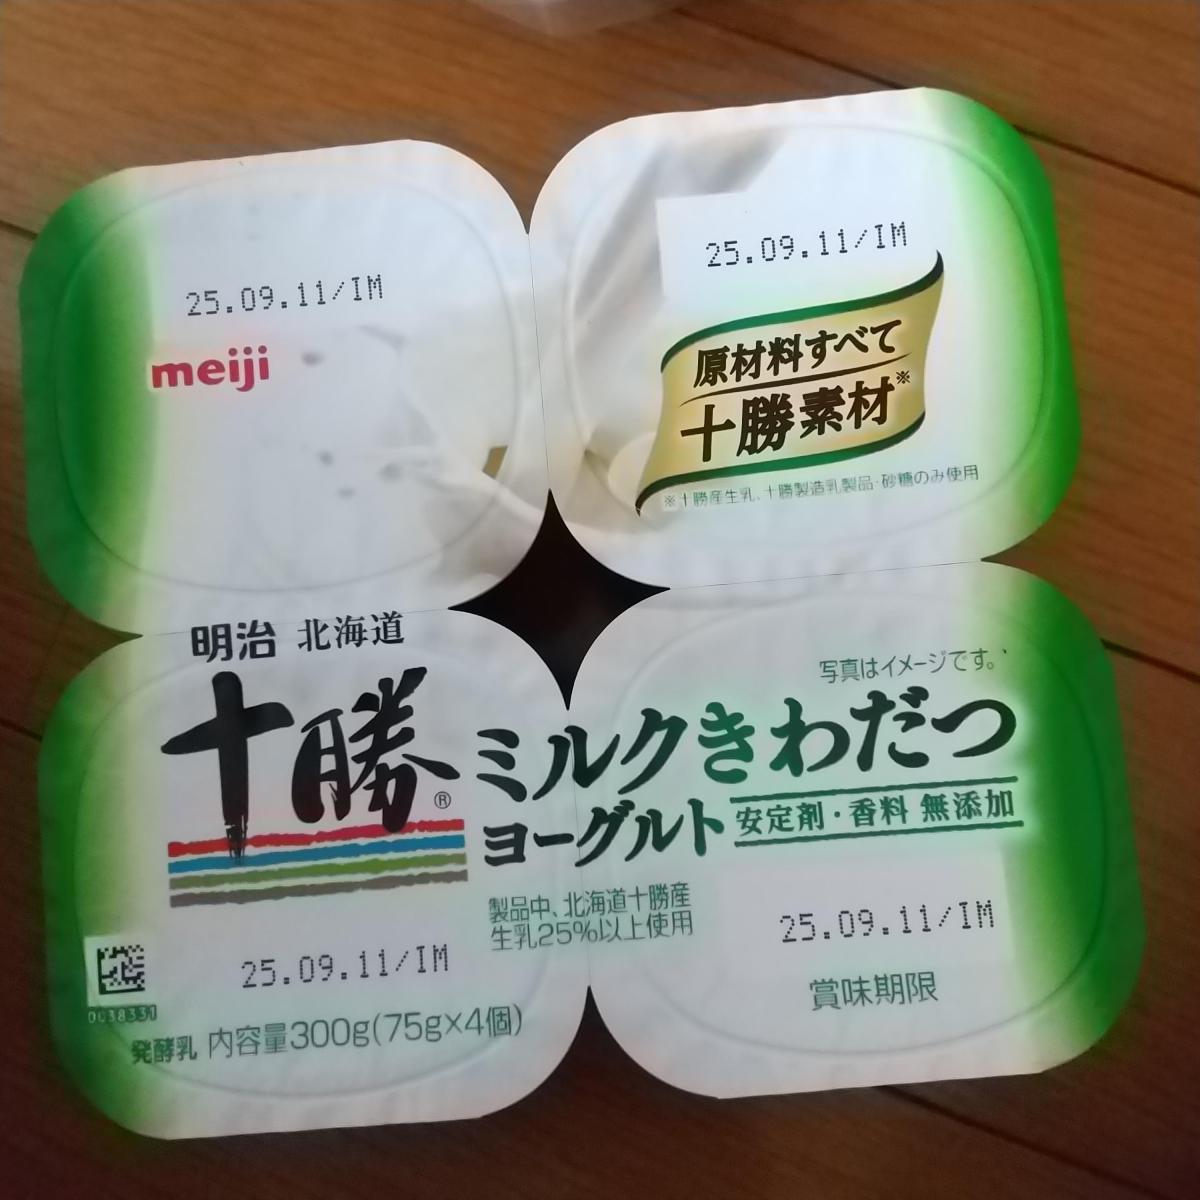 25.09.11/IM
meiji
25.09.11/IM
原材料すべて
十勝素材※
※十勝産生乳、十勝製造乳製品・砂糖のみ使用
明治 北海道
十勝®
写真はイメージです。
ミルクきわだつ
ヨーグルト
安定剤・香料 無添加
製品中、北海道十勝産
生乳25%以上使用
25.09.11/IM
25.09.11/IM
賞味期限
0038331
発酵乳 内容量300g(75g×4個)